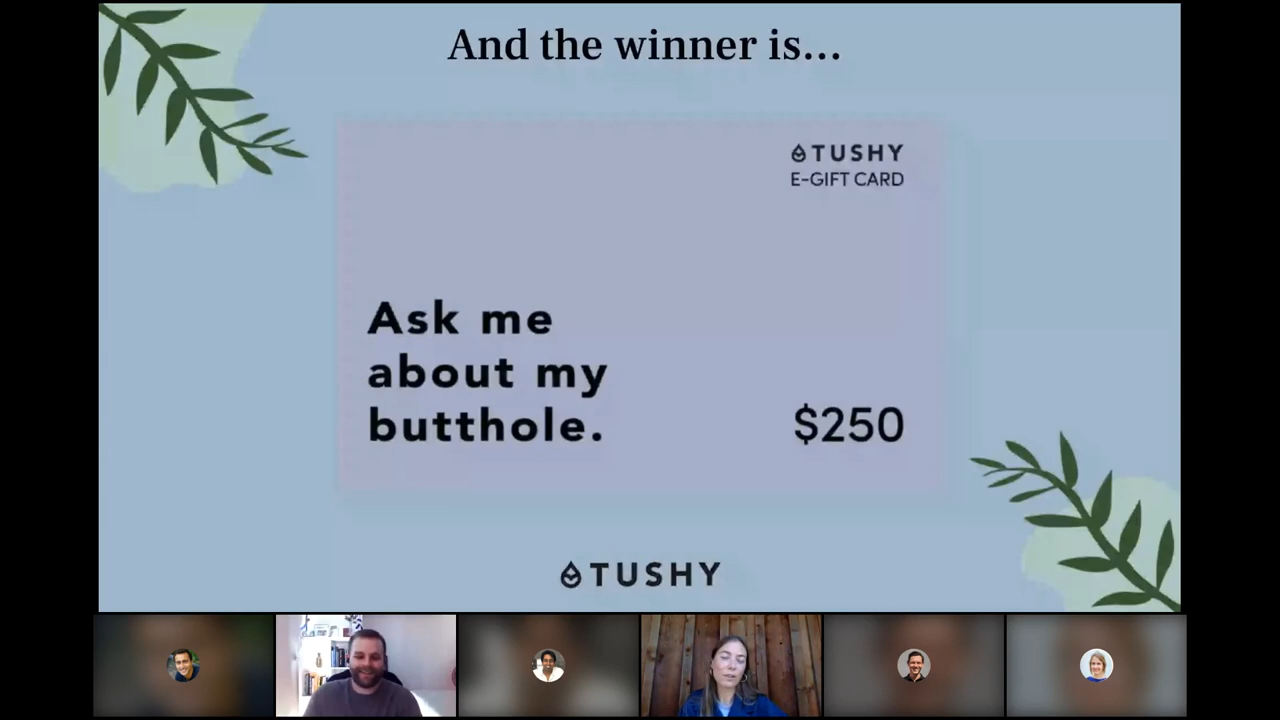 And the winner is...
TUSHY
E-GIFT CARD
Ask me
about my
butthole.
$250
TUSHY